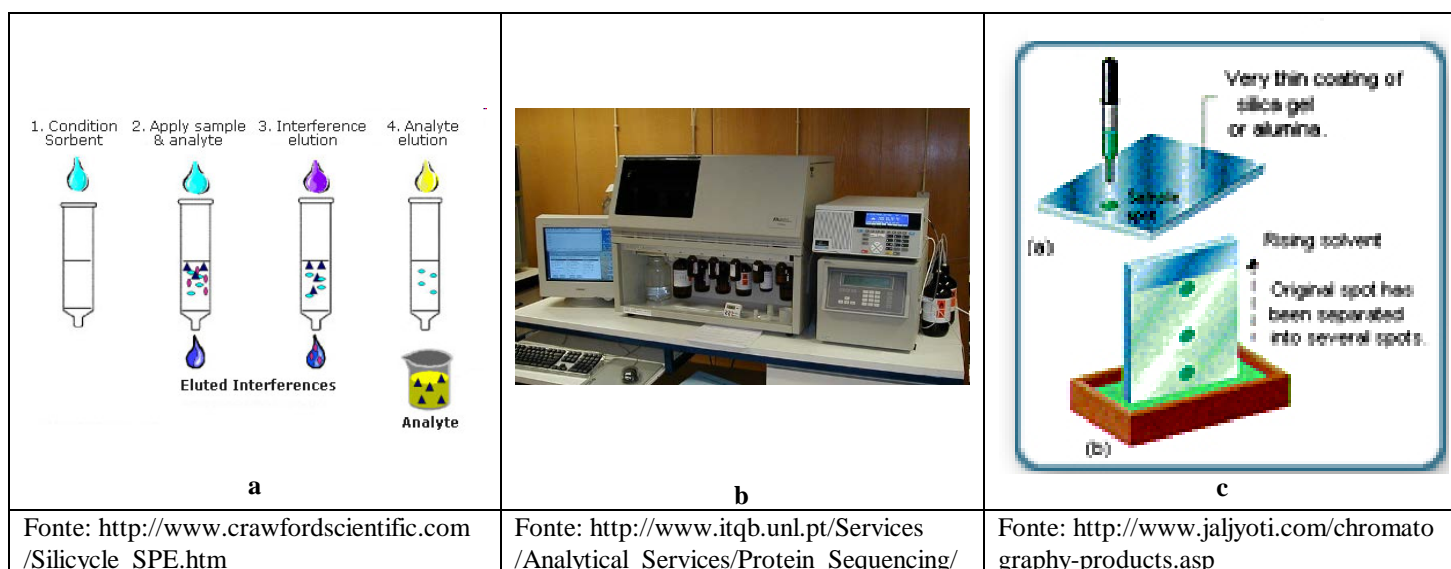 1. Condition Sorbent
2. Apply sample & analyte
3. Interference elution
4. Analyte elution
Eluted Interferences
Analyte
a
b
Very thin coating of
silica gel
or alumina.
Sample
spot
(a)
Rising solvent
Original spot has
been separated
into several spots.
(b)
c
Fonte: http://www.crawfordscientific.com
/Silicycle_SPE.htm
Fonte: http://www.itqb.unl.pt/Services
/Analytical_Services/Protein_Sequencing/
Fonte: http://www.jaljyoti.com/chromato
graphy-products.asp